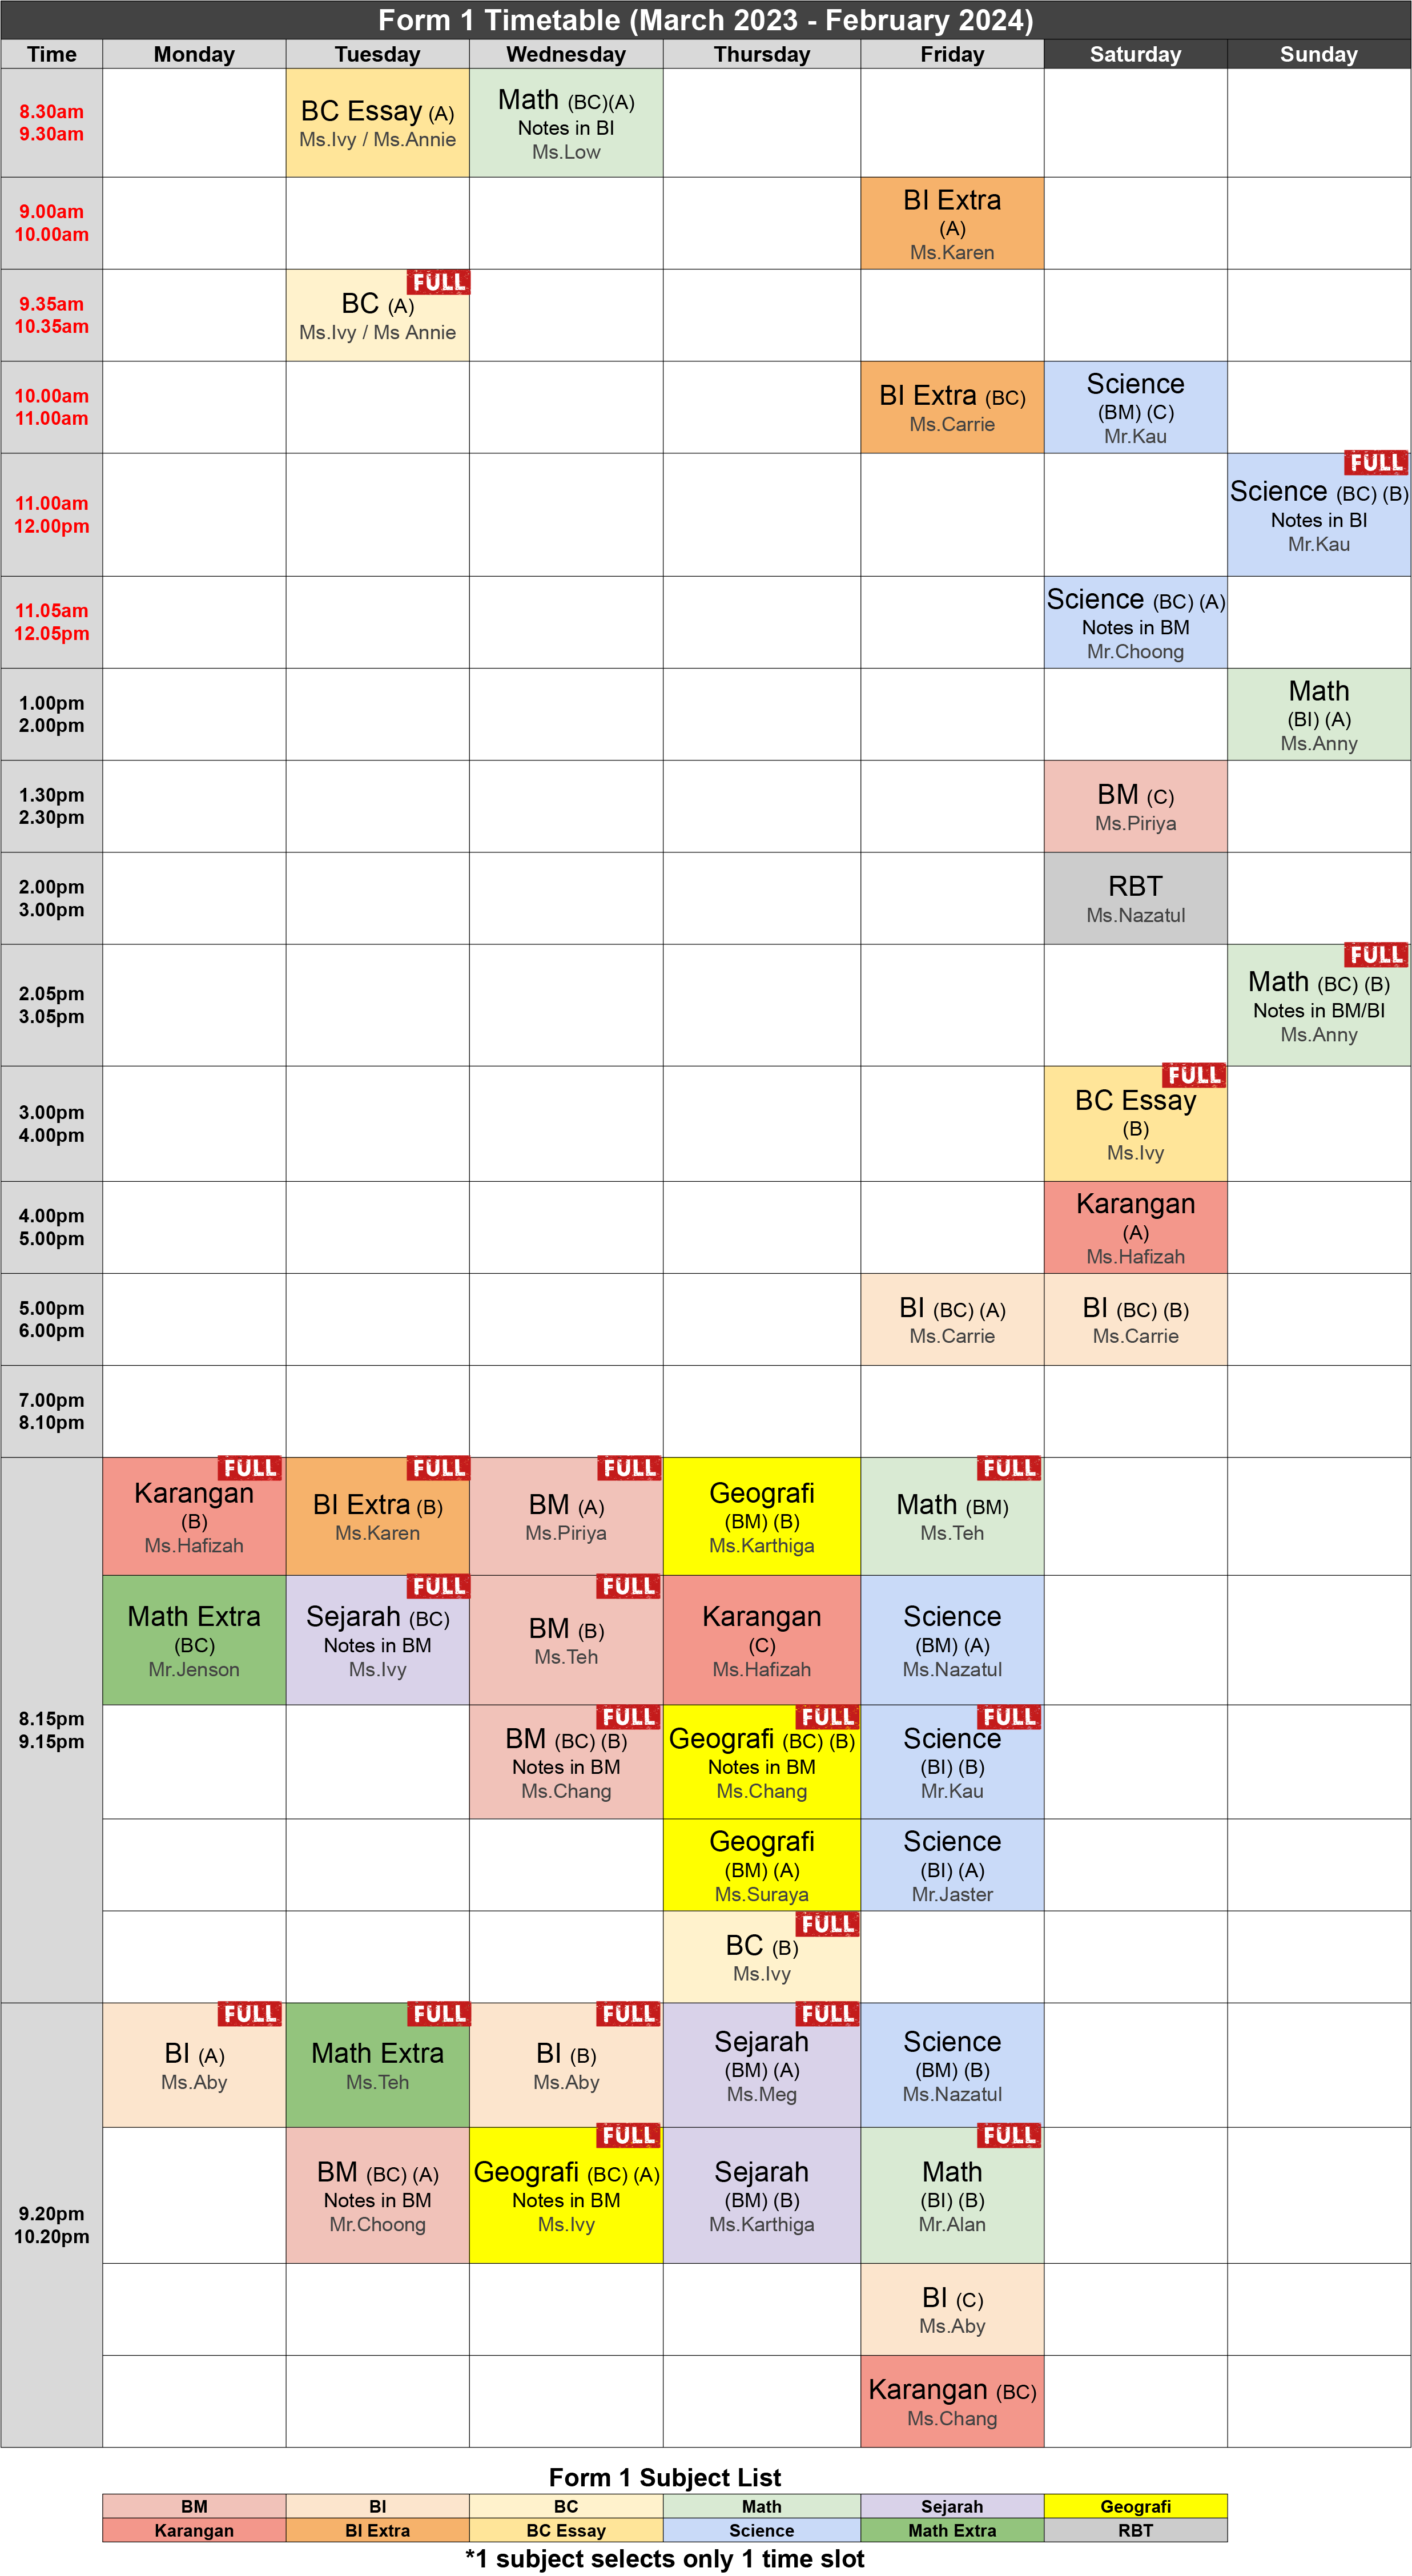 Form 1 Timetable (March 2023 - February 2024)
Time Monday Tuesday Wednesday Thursday Friday Saturday Sunday
8.30am
9.30am
BC Essay (A)
Ms.Ivy / Ms.Annie
Math (BC)(A)
Notes in BI
Ms.Low
9.00am
10.00am
BI Extra
(A)
Ms.Karen
9.35am
10.35am
FULL
BC (A)
Ms.Ivy / Ms Annie
10.00am
11.00am
BI Extra (BC)
Ms.Carrie
Science
(BM) (C)
Mr.Kau
11.00am
12.00pm
FULL
Science (BC) (B)
Notes in BI
Mr.Kau
11.05am
12.05pm
Science (BC) (A)
Notes in BM
Mr.Choong
1.00pm
2.00pm
Math
(BI) (A)
Ms.Anny
1.30pm
2.30pm
BM (C)
Ms.Piriya
2.00pm
3.00pm
RBT
Ms.Nazatul
2.05pm
3.05pm
FULL
Math (BC) (B)
Notes in BM/BI
Ms.Anny
3.00pm
4.00pm
FULL
BC Essay
(B)
Ms.Ivy
4.00pm
5.00pm
Karangan
(A)
Ms.Hafizah
5.00pm
6.00pm
BI (BC) (A)
Ms.Carrie
BI (BC) (B)
Ms.Carrie
7.00pm
8.10pm
8.15pm
9.15pm
FULL
Karangan
(B)
Ms.Hafizah
FULL
BI Extra (B)
Ms.Karen
FULL
BM (A)
Ms.Piriya
Geografi
(BM) (B)
Ms.Karthiga
FULL
Math (BM)
Ms.Teh
Math Extra
(BC)
Mr.Jenson
FULL
Sejarah (BC)
Notes in BM
Ms.Ivy
FULL
BM (B)
Ms.Teh
Karangan
(C)
Ms.Hafizah
Science
(BM) (A)
Ms.Nazatul
FULL
BM (BC) (B)
Notes in BM
Ms.Chang
FULL
Geografi (BC) (B)
Notes in BM
Ms.Chang
FULL
Science
(BI) (B)
Mr.Kau
Geografi
(BM) (A)
Ms.Suraya
Science
(BI) (A)
Mr.Jaster
FULL
BC (B)
Ms.Ivy
9.20pm
10.20pm
FULL
BI (A)
Ms.Aby
FULL
Math Extra
Ms.Teh
FULL
BI (B)
Ms.Aby
FULL
Sejarah
(BM) (A)
Ms.Meg
Science
(BM) (B)
Ms.Nazatul
BM (BC) (A)
Notes in BM
Mr.Choong
FULL
Geografi (BC) (A)
Notes in BM
Ms.Ivy
Sejarah
(BM) (B)
Ms.Karthiga
FULL
Math
(BI) (B)
Mr.Alan
BI (C)
Ms.Aby
Karangan (BC)
Ms.Chang
Form 1 Subject List
BM BI BC Math Sejarah Geografi
Karangan BI Extra BC Essay Science Math Extra RBT
*1 subject selects only 1 time slot